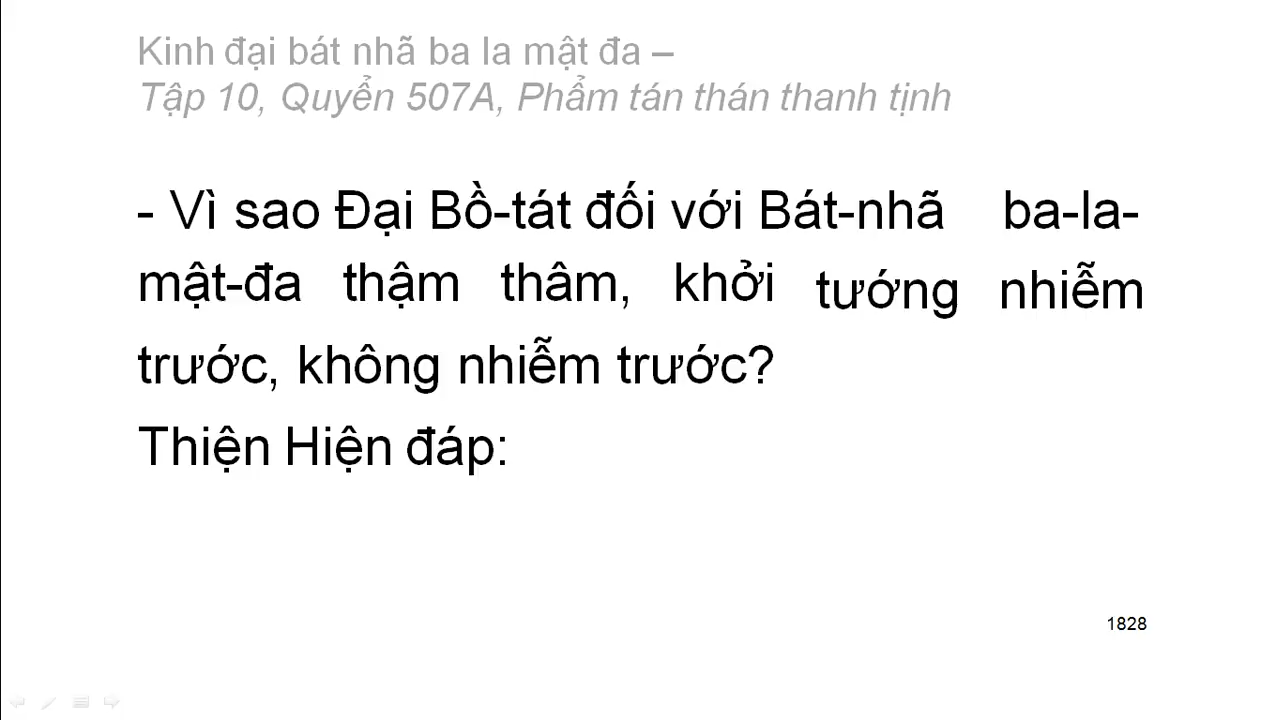 Kinh đại bát nhã ba la mật đa –
Tập 10, Quyển 507A, Phẩm tán thán thanh tịnh
- Vì sao Đại Bồ-tát đối với Bát-nhã ba-la-
mật-đa thậm thâm, khởi tướng nhiễm
trước, không nhiễm trước?
Thiện Hiện đáp:
1828